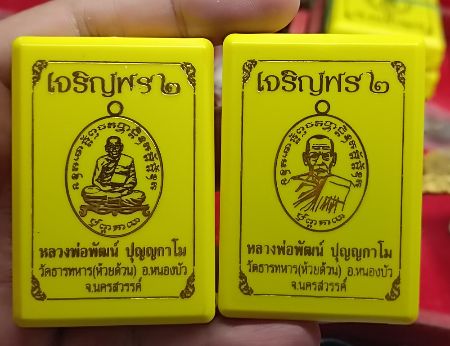 เจริญพร ๒
หลวงพ่อพัฒน์ ปุญฺญกาโม
วัดธารทหาร(ห้วยด้วน) อ.หนองบัว
จ.นครสวรรค์
เจริญพร ๒
หลวงพ่อพัฒน์ ปุญฺญกาโม
วัดธารทหาร(ห้วยด้วน) อ.หนองบัว
จ.นครสวรรค์